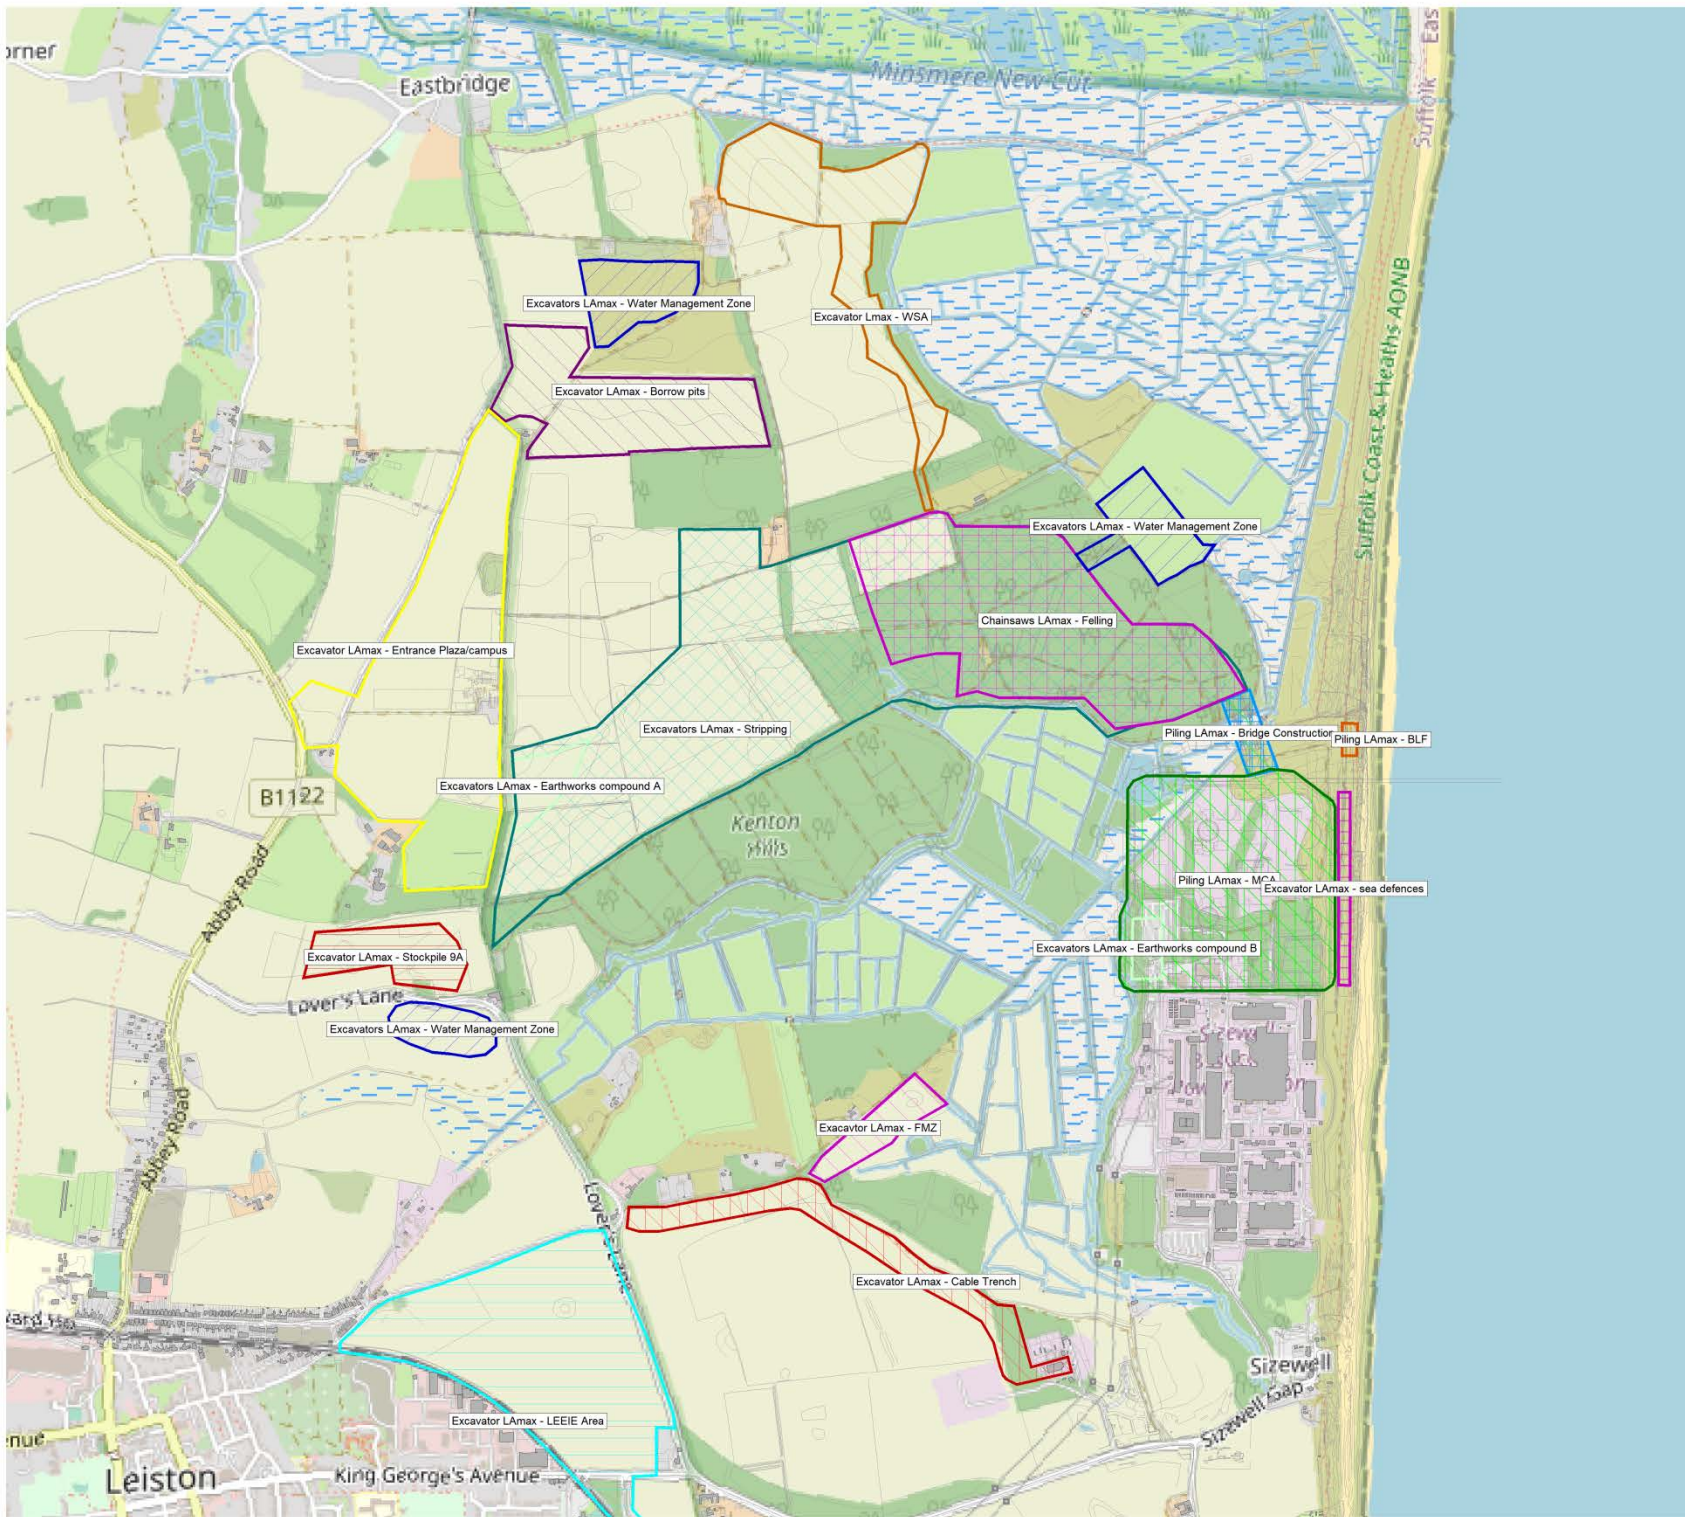 orner
Eastbridge
Minsmere New Cut
Suffolk
Eas
Suffolk Coast & Heaths AONB
Excavators LAmax - Water Management Zone
Excavator Lmax - WSA
Excavator LAmax - Borrow pits
Excavators LAmax - Water Management Zone
Chainsaws LAmax - Felling
Excavator LAmax - Entrance Plaza/campus
Excavators LAmax - Stripping
Piling LAmax - Bridge Construction
Piling LAmax - BLF
Excavators LAmax - Earthworks compound A
B1122
Kenton
Hills
Abbey Road
Piling LAmax - MCA
Excavator LAmax - sea defences
Excavators LAmax - Earthworks compound B
Excavator LAmax - Stockpile 9A
Lover's Lane
Excavators LAmax - Water Management Zone
Abbey Road
Exacavtor LAmax - FMZ
Lover's Lane
Excavator LAmax - Cable Trench
Sizewell
Sizewell Gap
Excavator LAmax - LEEIE Area
enue
Leiston
King George's Avenue